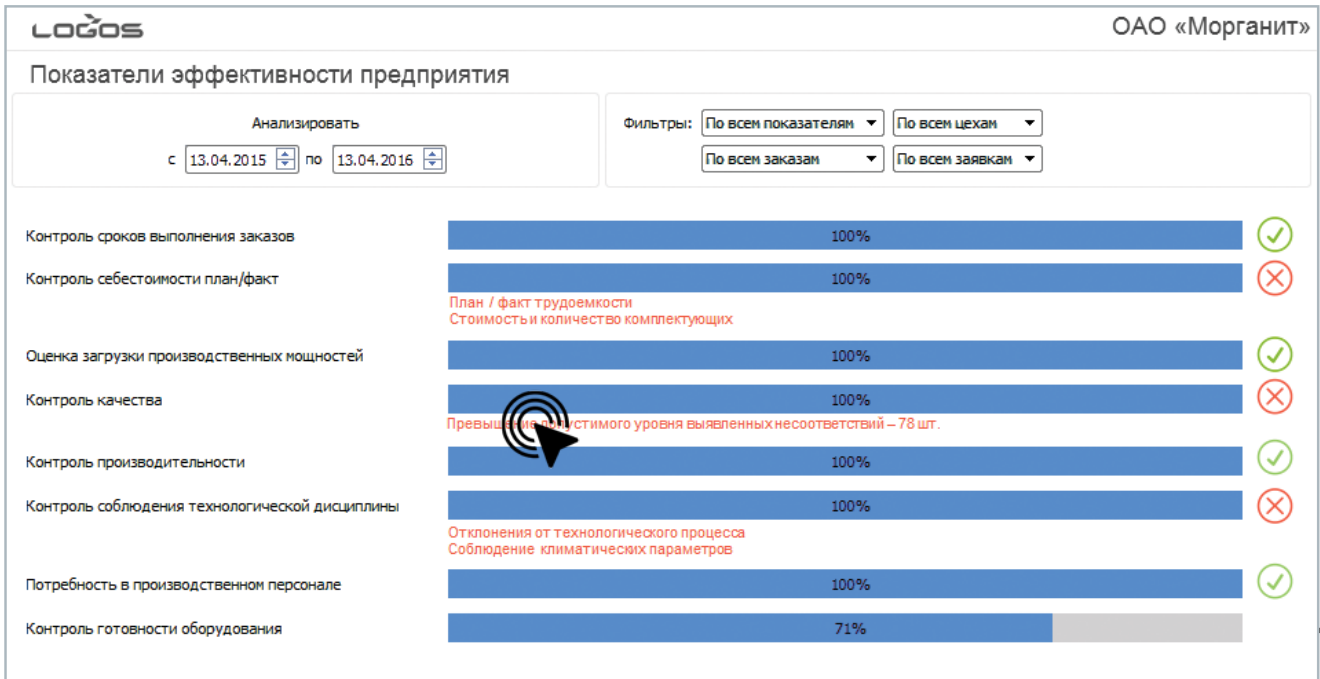 LOGOS
ОАО «Морганит»
Показатели эффективности предприятия
Анализировать
с 13.04.2015 по 13.04.2016
Фильтры: По всем показателям По всем цехам
По всем заказам По всем заявкам
Контроль сроков выполнения заказов 100%
Контроль себестоимости план/факт 100%
План / факт трудоемкости
Стоимость и количество комплектующих
Оценка загрузки производственных мощностей 100%
Контроль качества 100%
Превышение допустимого уровня выявленных несоответствий – 78 шт.
Контроль производительности 100%
Контроль соблюдения технологической дисциплины 100%
Отклонения от технологического процесса
Соблюдение климатических параметров
Потребность в производственном персонале 100%
Контроль готовности оборудования 71%